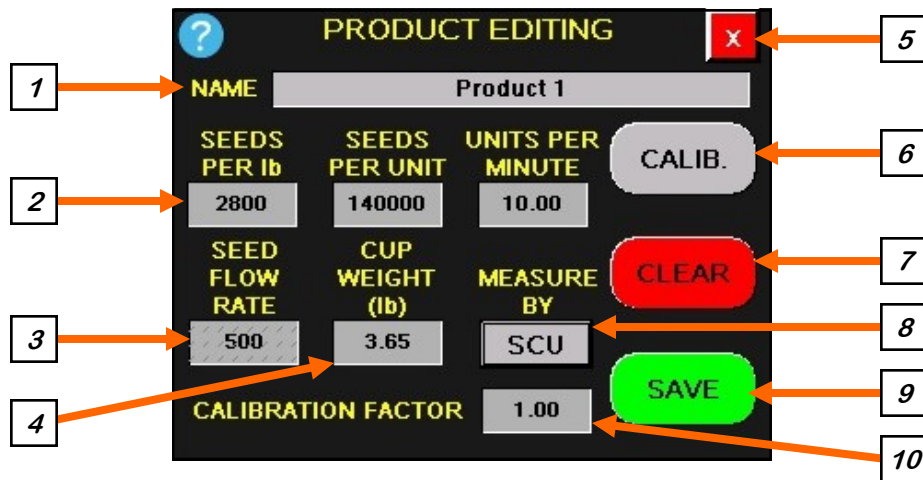 ?
PRODUCT EDITING
X
5
1
NAME
Product 1
SEEDS PER lb
SEEDS PER UNIT
UNITS PER MINUTE
CALIB.
6
2
2800
140000
10.00
SEED FLOW RATE
CUP WEIGHT (lb)
MEASURE BY
CLEAR
7
3
500
3.65
SCU
8
4
CALIBRATION FACTOR
1.00
SAVE
9
10